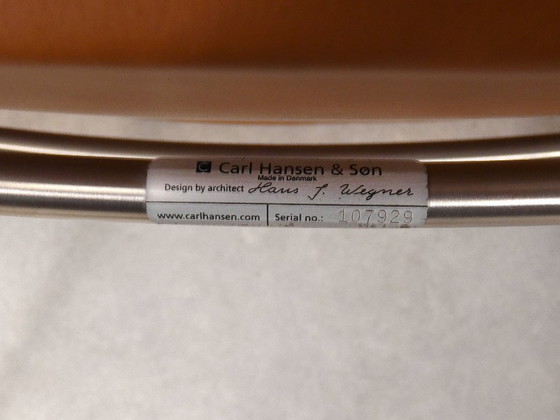 Carl Hansen & Søn
Made in Denmark
Design by architect Hans J. Wegner
www.carlhansen.com Serial no.: 107929